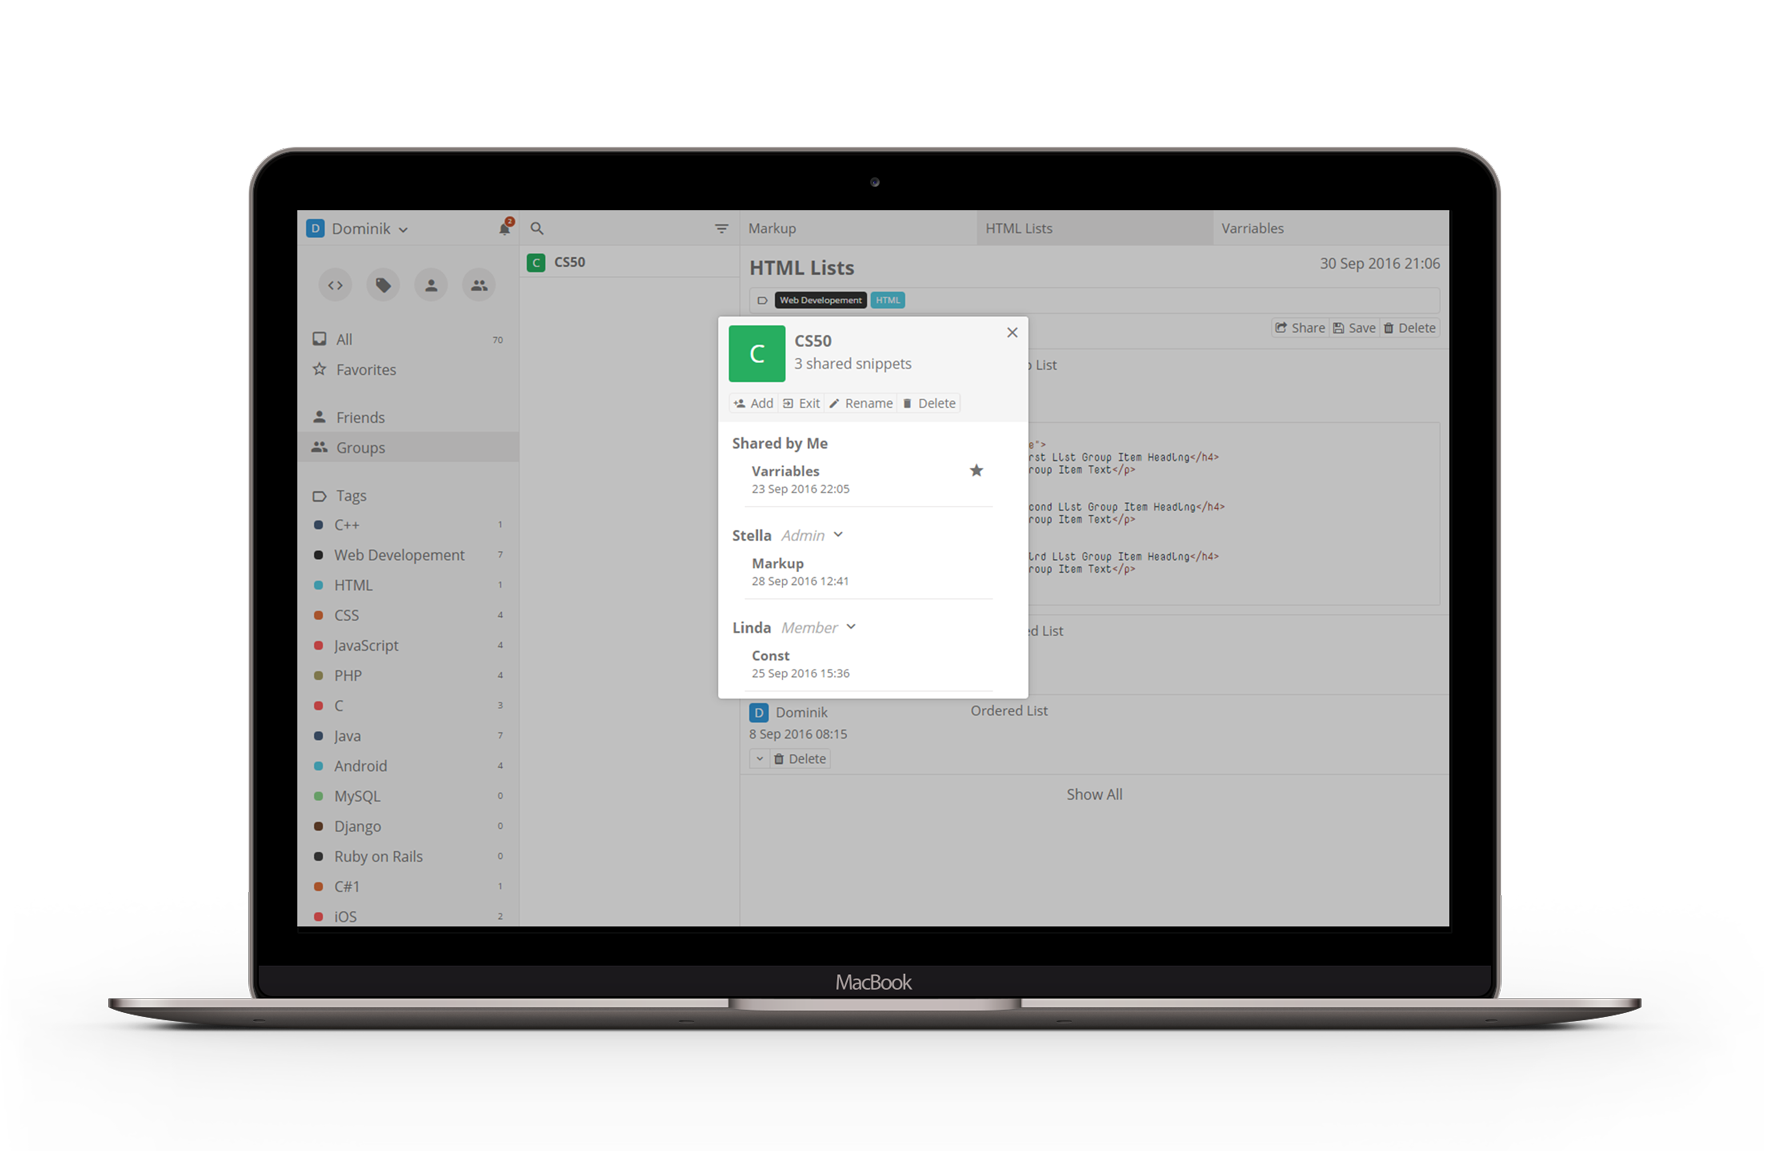 Dominik
2
Markup
HTML Lists
Varriables
C CS50
HTML Lists
30 Sep 2016 21:06
Web Developement HTML
Share Save Delete
All 70
Favorites
Friends
Groups
Tags
C++ 1
Web Developement 7
HTML 1
CSS 4
JavaScript 4
PHP 4
C 3
Java 7
Android 4
MySQL 0
Django 0
Ruby on Rails 0
C#1 1
iOS 2
C
CS50
3 shared snippets
Add Exit Rename Delete
Shared by Me
Varriables
23 Sep 2016 22:05
Stella Admin
Markup
28 Sep 2016 12:41
Linda Member
Const
25 Sep 2016 15:36
List
e">
rst LIst Group Item HeadIng</h4>
roup Item Text</p>
cond LIst Group Item HeadIng</h4>
roup Item Text</p>
Ird LIst Group Item HeadIng</h4>
roup Item Text</p>
ed List
D Dominik
Ordered List
8 Sep 2016 08:15
Delete
Show All
MacBook